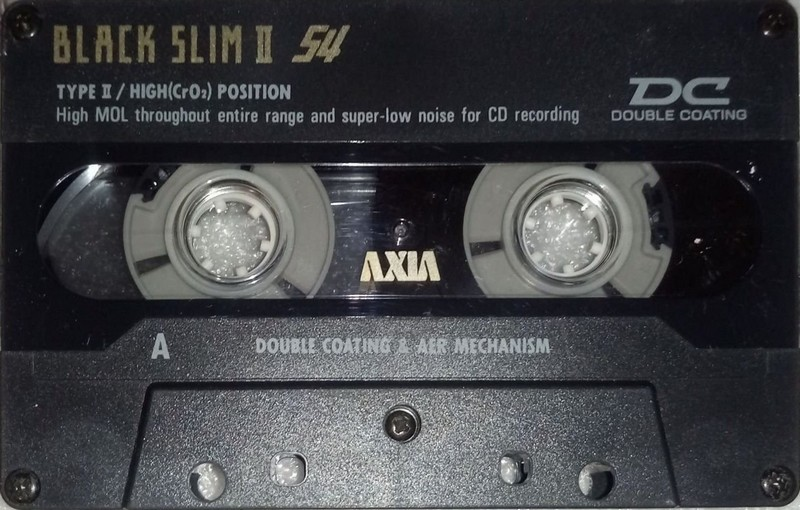 BLACK SLIM II 54
TYPE II / HIGH(CrO₂) POSITION
High MOL throughout entire range and super-low noise for CD recording
DC
DOUBLE COATING
AXIA
A
DOUBLE COATING & AER MECHANISM